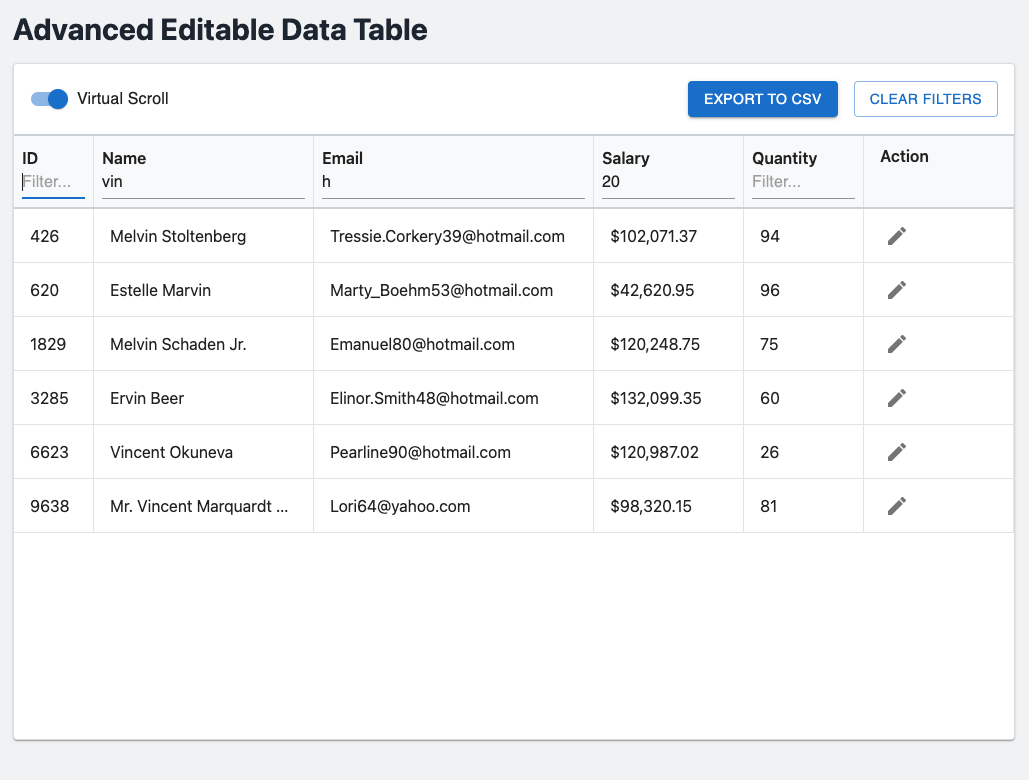 Advanced Editable Data Table
Virtual Scroll EXPORT TO CSV CLEAR FILTERS
ID Name Email Salary Quantity Action
Filter... vin h 20 Filter...
426 Melvin Stoltenberg Tressie.Corkery39@hotmail.com $102,071.37 94
620 Estelle Marvin Marty_Boehm53@hotmail.com $42,620.95 96
1829 Melvin Schaden Jr. Emanuel80@hotmail.com $120,248.75 75
3285 Ervin Beer Elinor.Smith48@hotmail.com $132,099.35 60
6623 Vincent Okuneva Pearline90@hotmail.com $120,987.02 26
9638 Mr. Vincent Marquardt ... Lori64@yahoo.com $98,320.15 81